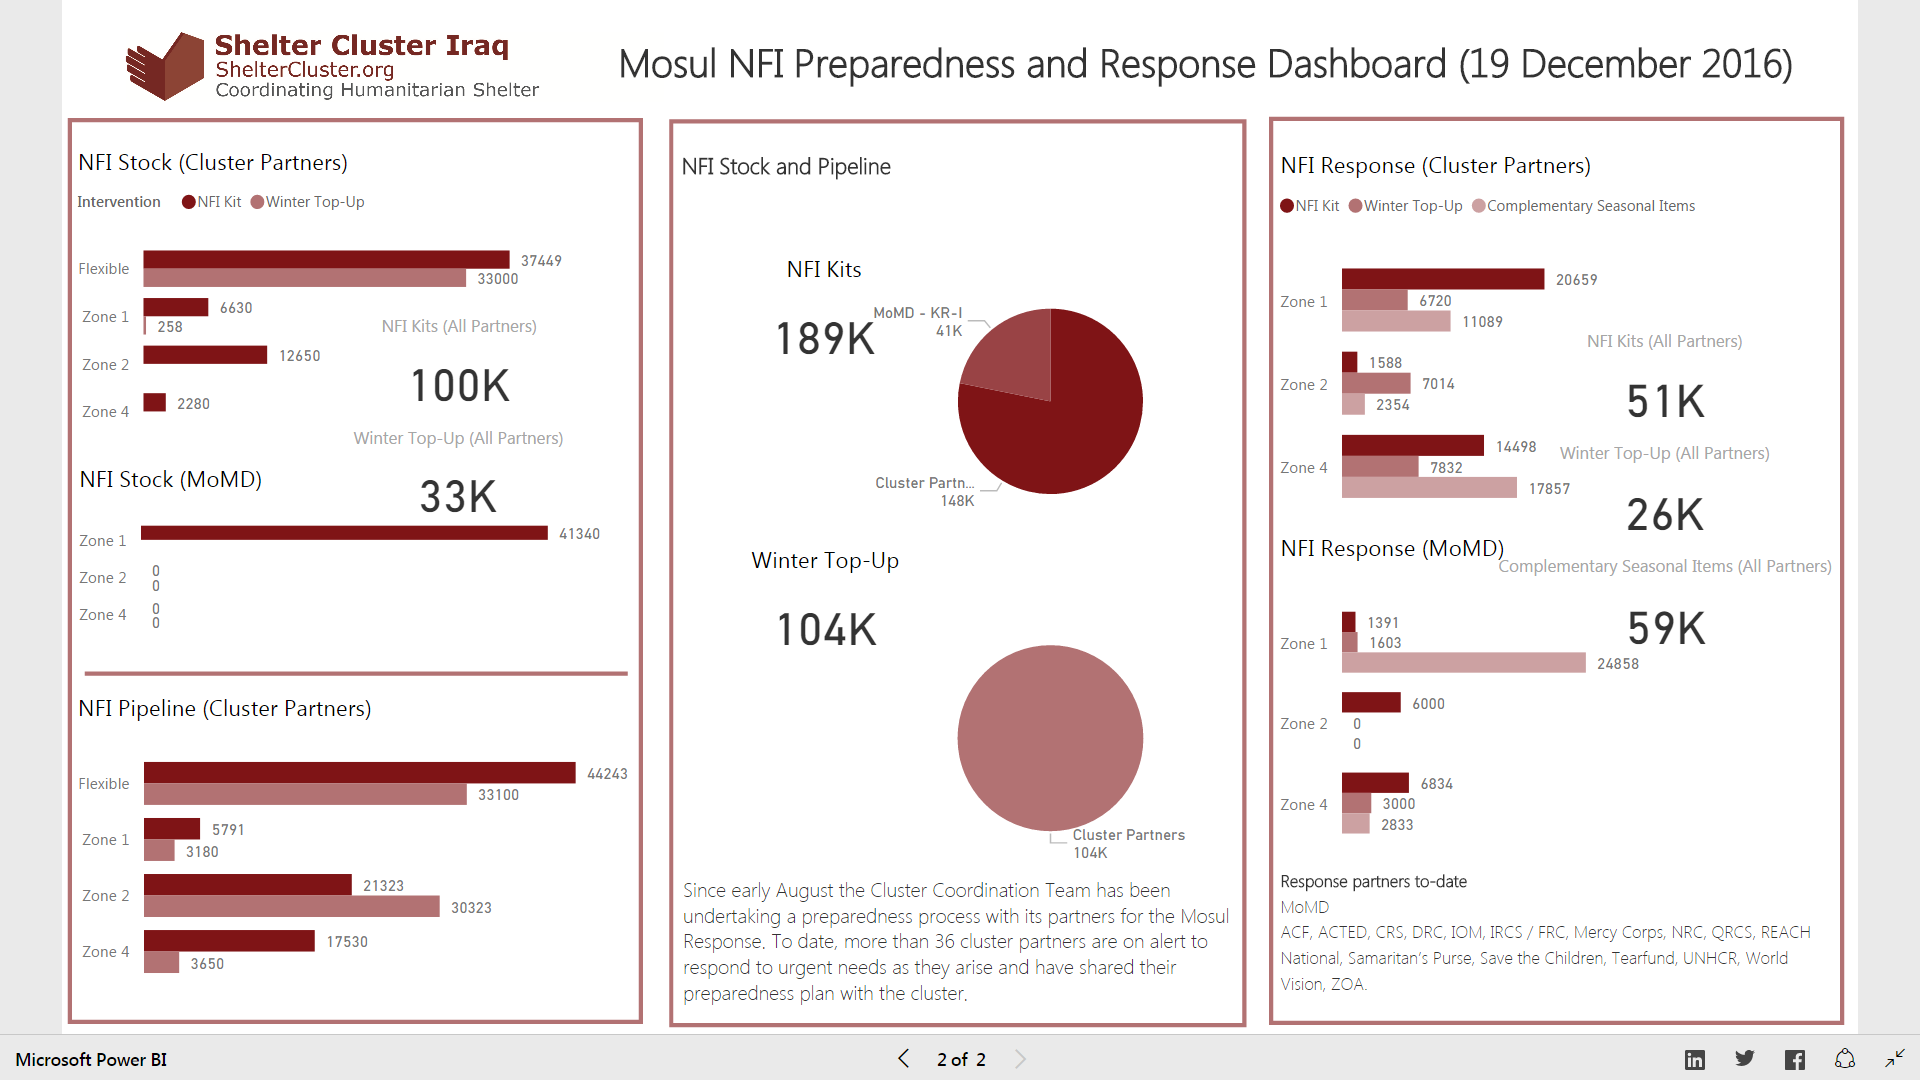 Shelter Cluster Iraq
ShelterCluster.org
Coordinating Humanitarian Shelter
Mosul NFI Preparedness and Response Dashboard (19 December 2016)
NFI Stock (Cluster Partners)
Intervention NFI Kit Winter Top-Up
Flexible
37449
33000
Zone 1
6630
258
Zone 2
12650
Zone 4
2280
NFI Kits (All Partners)
100K
Winter Top-Up (All Partners)
33K
NFI Stock (MoMD)
Zone 1
41340
Zone 2
0
0
Zone 4
0
0
NFI Pipeline (Cluster Partners)
Flexible
44243
33100
Zone 1
5791
3180
Zone 2
21323
30323
Zone 4
17530
3650
NFI Stock and Pipeline
NFI Kits
189K
MoMD - KR-I
41K
Cluster Partn...
148K
Winter Top-Up
104K
Cluster Partners
104K
Since early August the Cluster Coordination Team has been
undertaking a preparedness process with its partners for the Mosul
Response. To date, more than 36 cluster partners are on alert to
respond to urgent needs as they arise and have shared their
preparedness plan with the cluster.
NFI Response (Cluster Partners)
NFI Kit Winter Top-Up Complementary Seasonal Items
Zone 1
20659
6720
11089
Zone 2
1588
7014
2354
Zone 4
14498
7832
17857
NFI Kits (All Partners)
51K
Winter Top-Up (All Partners)
26K
NFI Response (MoMD)
Complementary Seasonal Items (All Partners)
59K
Zone 1
1391
1603
24858
Zone 2
6000
0
0
Zone 4
6834
3000
2833
Response partners to-date
MoMD
ACF, ACTED, CRS, DRC, IOM, IRCS / FRC, Mercy Corps, NRC, QRCS, REACH
National, Samaritan's Purse, Save the Children, Tearfund, UNHCR, World
Vision, ZOA.
Microsoft Power BI
2 of 2